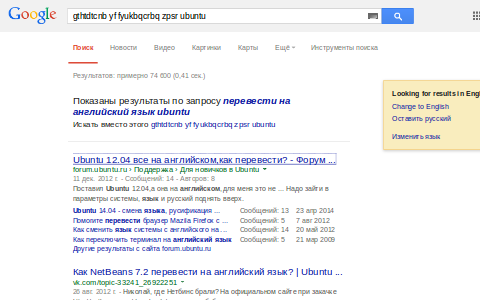 Google gthtdtcnb yf fyukbqcrbq zpsr ubuntu
Поиск Новости Видео Картинки Карты Ещё Инструменты поиска
Результатов: примерно 74 600 (0,41 сек.)
Показаны результаты по запросу перевести на
английский язык ubuntu
Искать вместо этого gthtdtcnb yf fyukbqcrbq zpsr ubuntu
Looking for results in Engl
Change to English
Оставить русский
Изменить язык
Ubuntu 12.04 все на английском,как перевести? - Форум ...
forum.ubuntu.ru › Поддержка › Для новичков в Ubuntu
11 дек. 2012 г. - Сообщений: 14 - Авторов: 8
Поставил Ubuntu 12.04,а она на английском, для меня это не ... Надо зайти в
параметры системы, язык и русский поднять вверх.
Ubuntu 14.04 - смена языка, русификация ... Сообщений: 13 23 апр 2014
Помогите перевести браузер Mazila Firefox с ... Сообщений: 5 7 авг 2012
Как сменить язык системы с английского на ... Сообщений: 14 20 май 2012
Как переключить терминал на английский язык Сообщений: 5 21 мар 2009
Другие результаты с сайта forum.ubuntu.ru
Как NetBeans 7.2 перевести на английский язык? | Ubuntu ...
vk.com/topic-33241_26922251
26 авг. 2012 г. - Николай, где Нетбинс брали? На официальном сайте при закачке